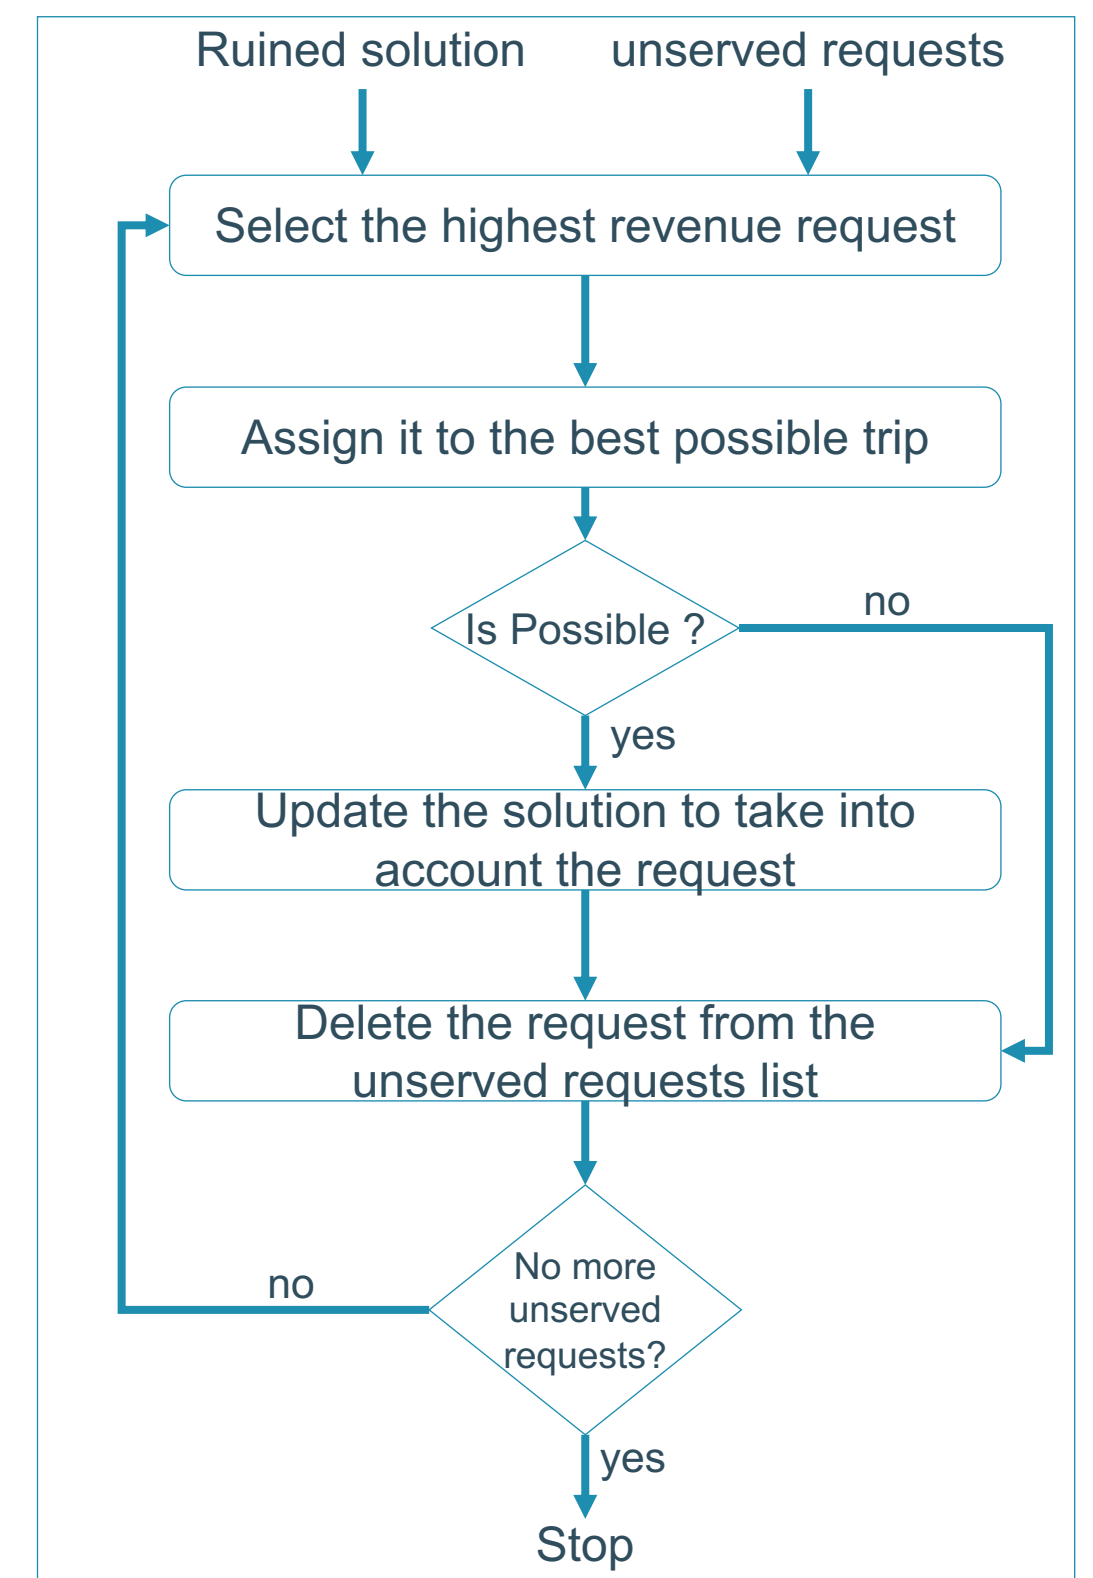 Ruined solution
unserved requests
Select the highest revenue request
Assign it to the best possible trip
Is Possible ?
no
yes
Update the solution to take into
account the request
Delete the request from the
unserved requests list
No more
unserved
requests?
no
yes
Stop